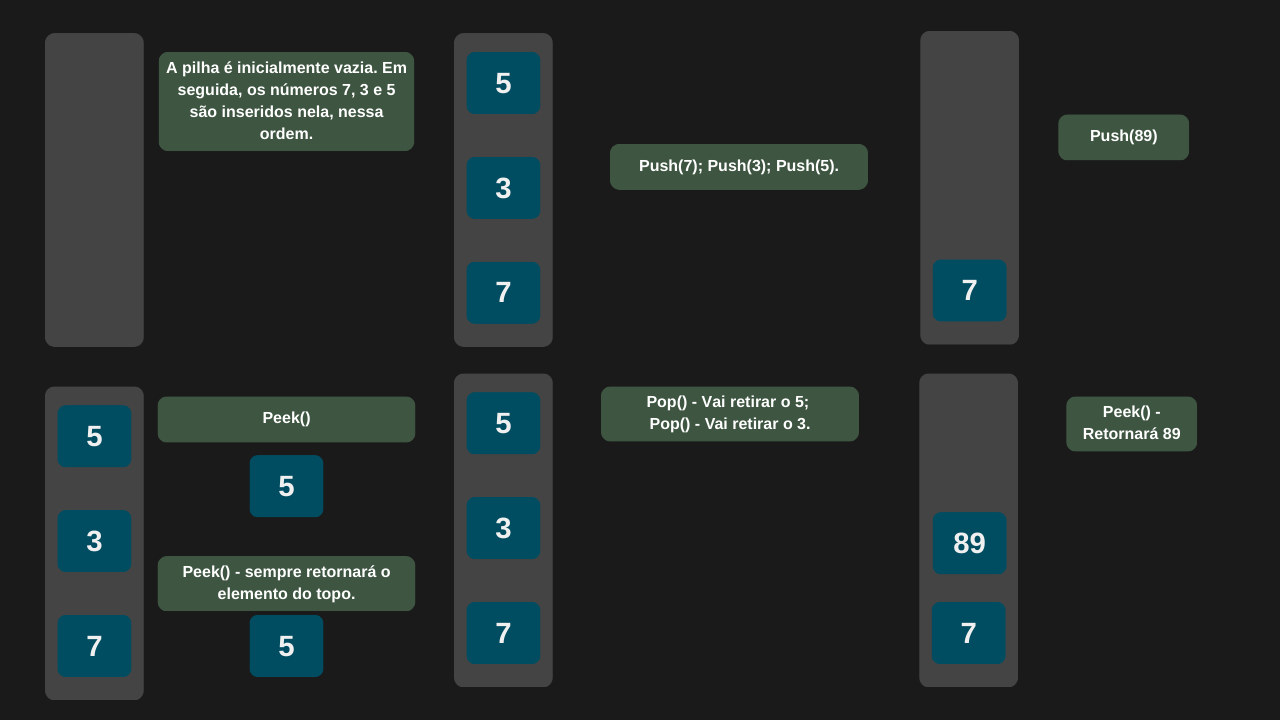 A pilha é inicialmente vazia. Em
seguida, os números 7, 3 e 5
são inseridos nela, nessa
ordem.
5
3
7
Push(7); Push(3); Push(5).
7
Push(89)
5
3
7
Peek()
5
Peek() - sempre retornará o
elemento do topo.
5
5
3
7
Pop() - Vai retirar o 5;
Pop() - Vai retirar o 3.
89
7
Peek() -
Retornará 89